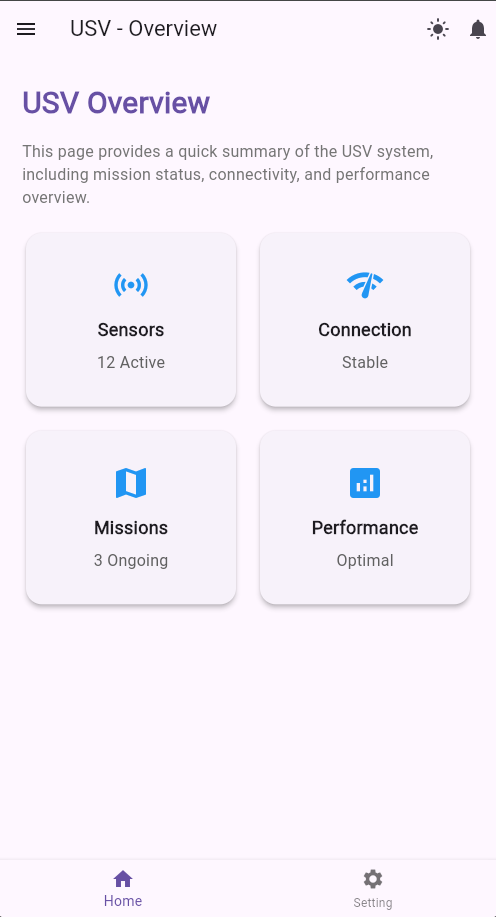 USV - Overview
USV Overview
This page provides a quick summary of the USV system,
including mission status, connectivity, and performance
overview.
Sensors
12 Active
Connection
Stable
Missions
3 Ongoing
Performance
Optimal
Home
Setting